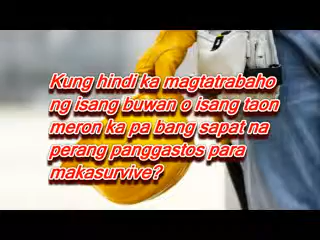 Kung hindi ka magtatrabaho
ng isang buwan o isang taon
meron ka pa bang sapat na
perang panggastos para
makasurvive?